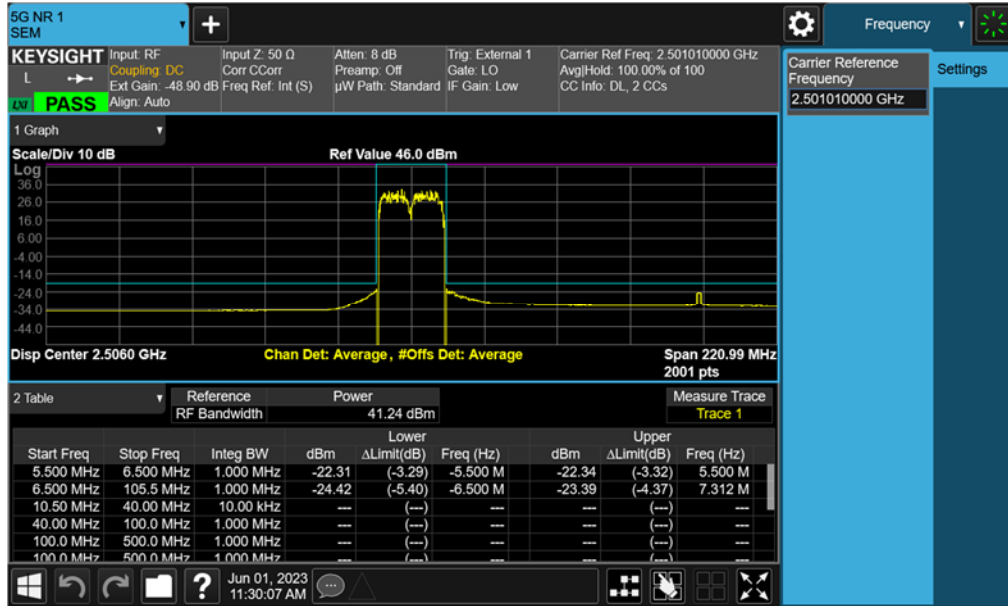 5G NR 1
SEM
Frequency
KEYSIGHT
L
LXI
PASS
Input: RF
Coupling: DC
Ext Gain: -48.90 dB
Align: Auto
Input Z: 50 Ω
Corr CCorr
Freq Ref: Int (S)
Atten: 8 dB
Preamp: Off
µW Path: Standard
Trig: External 1
Gate: LO
IF Gain: Low
Carrier Ref Freq: 2.501010000 GHz
Avg|Hold: 100.00% of 100
CC Info: DL, 2 CCs
Carrier Reference
Frequency
2.501010000 GHz
Settings
1 Graph
Scale/Div 10 dB
Ref Value 46.0 dBm
Log
36.0
26.0
16.0
6.00
-4.00
-14.0
-24.0
-34.0
-44.0
Disp Center 2.5060 GHz
Chan Det: Average, #Offs Det: Average
Span 220.99 MHz
2001 pts
2 Table
Reference Power Measure Trace
RF Bandwidth 41.24 dBm Trace 1
Lower Upper
Start Freq Stop Freq Integ BW dBm ΔLimit(dB) Freq (Hz) dBm ΔLimit(dB) Freq (Hz)
5.500 MHz 6.500 MHz 1.000 MHz -22.31 (-3.29) -5.500 M -22.34 (-3.32) 5.500 M
6.500 MHz 105.5 MHz 1.000 MHz -24.42 (-5.40) -6.500 M -23.39 (-4.37) 7.312 M
10.50 MHz 40.00 MHz 10.00 kHz --- (---) --- --- (---) ---
40.00 MHz 100.0 MHz 1.000 MHz --- (---) --- --- (---) ---
100.0 MHz 500.0 MHz 1.000 MHz --- (---) --- --- (---) ---
100.0 MHz 500.0 MHz 1.000 MHz --- (---) --- --- (---) ---
?
Jun 01, 2023
11:30:07 AM